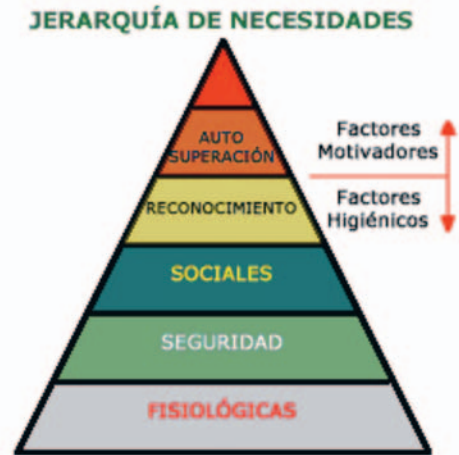 JERARQUÍA DE NECESIDADES
AUTO
SUPERACIÓN
Factores
Motivadores
RECONOCIMIENTO
Factores
Higiénicos
SOCIALES
SEGURIDAD
FISIOLÓGICAS